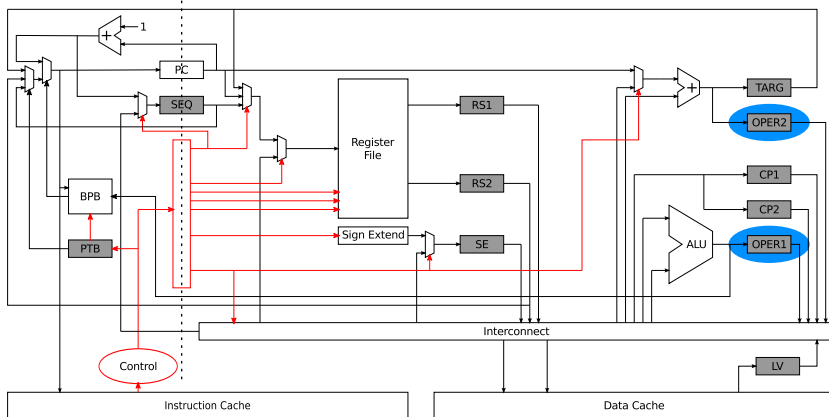 1
+
PC
+
TARG
SEQ
RS1
OPER2
Register
File
CP1
RS2
BPB
CP2
Sign Extend
ALU
OPER1
PTB
SE
Interconnect
Control
LV
Instruction Cache
Data Cache